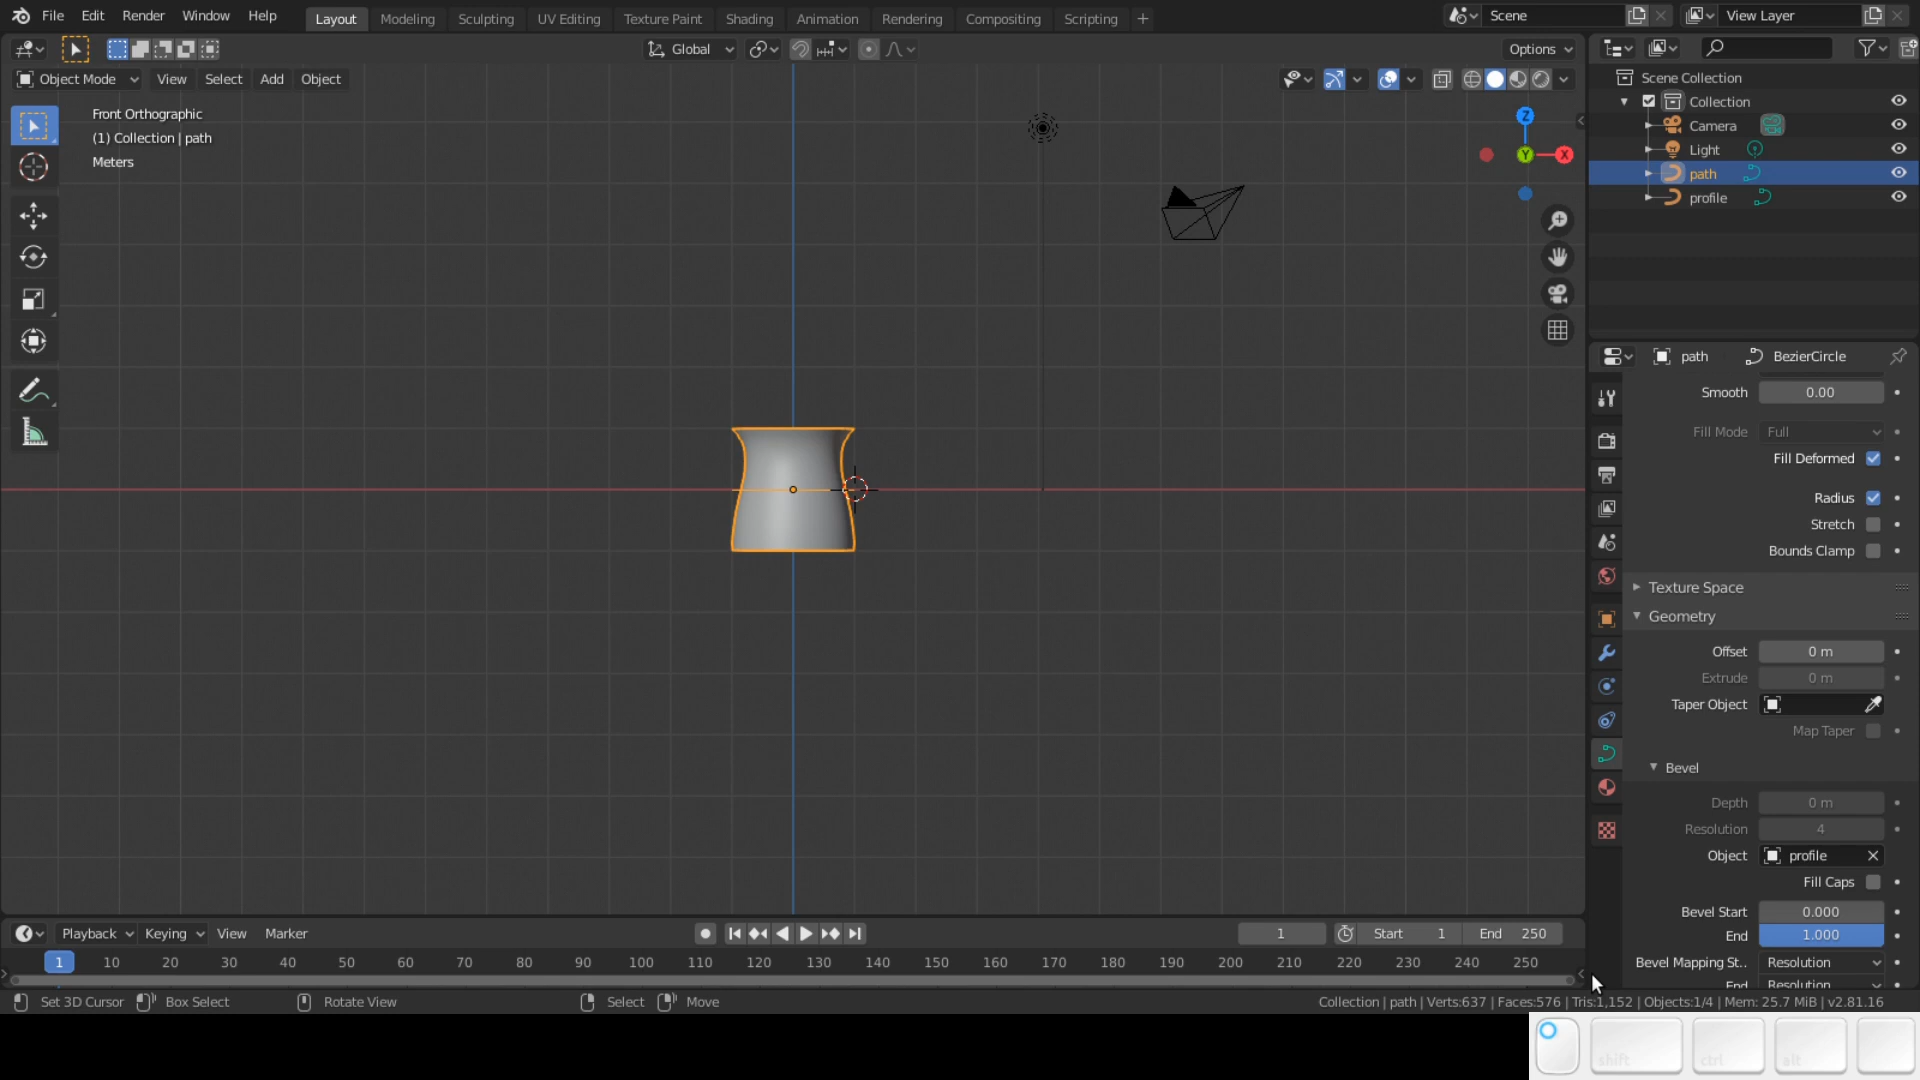 File Edit Render Window Help Layout Modeling Sculpting UV Editing Texture Paint Shading Animation Rendering Compositing Scripting + Scene View Layer
Global Options
Object Mode View Select Add Object
Front Orthographic
(1) Collection | path
Meters
Z
Y
X
Scene Collection
Collection
Camera
Light
path
profile
path BezierCircle
Smooth 0.00
Fill Mode Full
Fill Deformed
Radius
Stretch
Bounds Clamp
Texture Space
Geometry
Offset 0 m
Extrude 0 m
Taper Object
Map Taper
Bevel
Depth 0 m
Resolution 4
Object profile
Fill Caps
Bevel Start 0.000
End 1.000
Bevel Mapping St.. Resolution
End Resolution
Playback Keying View Marker 1 Start 1 End 250
1 10 20 30 40 50 60 70 80 90 100 110 120 130 140 150 160 170 180 190 200 210 220 230 240 250
Set 3D Cursor Box Select Rotate View Select Move Collection | path | Verts:637 | Faces:576 | Tris:1,152 | Objects:1/4 | Mem: 25.7 MiB | v2.81.16
shift ctrl alt